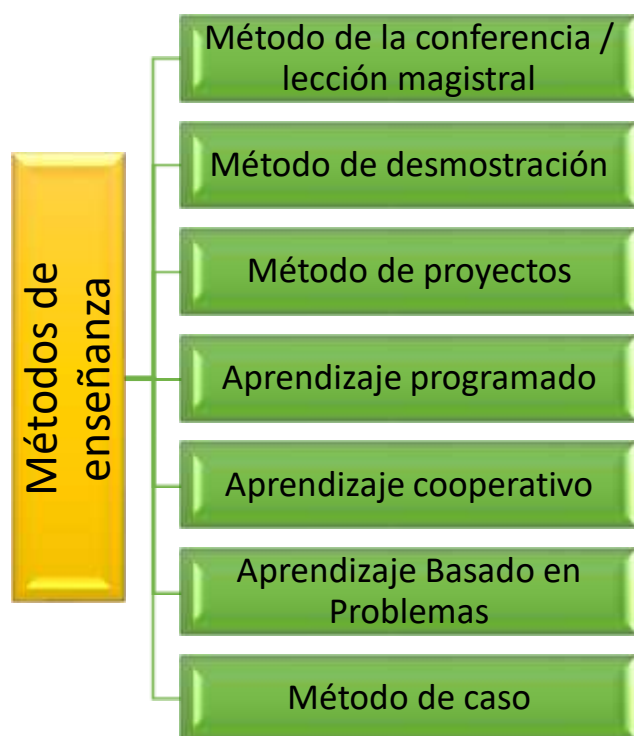 Métodos de
enseñanza
Método de la conferencia /
lección magistral
Método de desmostración
Método de proyectos
Aprendizaje programado
Aprendizaje cooperativo
Aprendizaje Basado en
Problemas
Método de caso